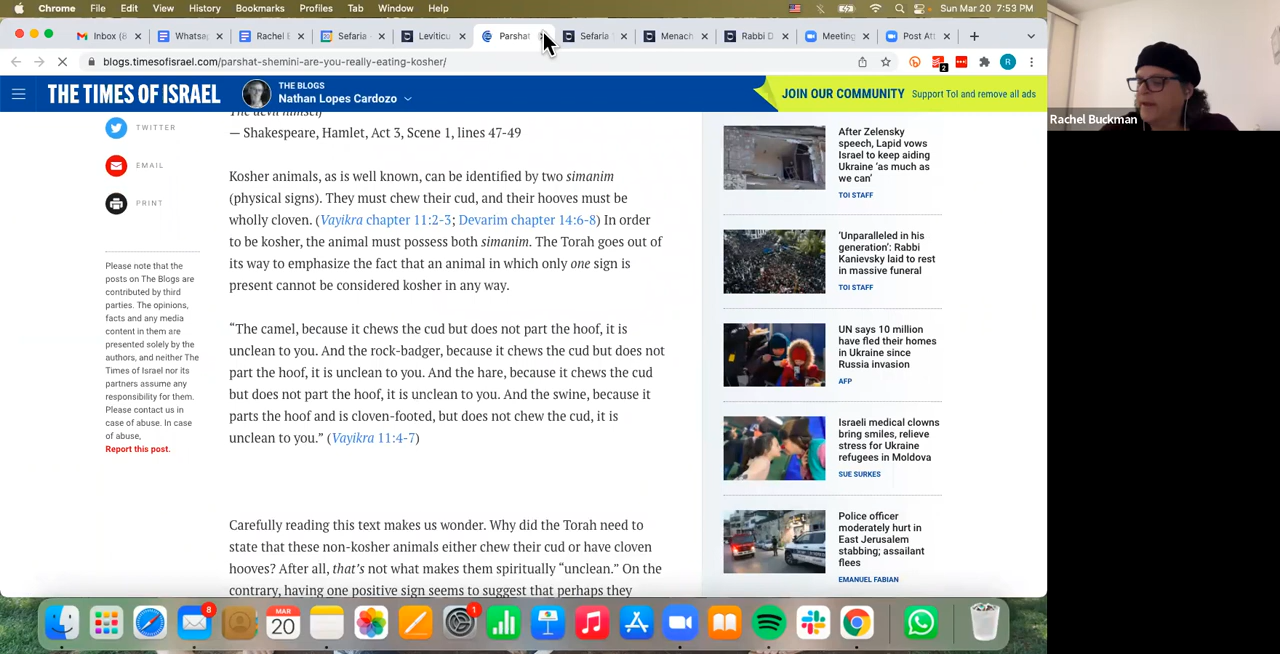 Chrome File Edit View History Bookmarks Profiles Tab Window Help Sun Mar 20 7:53 PM
Inbox (8 Whatsa Rachel E Sefaria Leviticu Parshat Sefaria Menach Rabbi D Meeting Post Att
blogs.timesofisrael.com/parshat-shemini-are-you-really-eating-kosher/
2
R
THE TIMES OF ISRAEL
THE BLOGS
Nathan Lopes Cardozo
JOIN OUR COMMUNITY Support ToI and remove all ads
TWITTER
EMAIL
PRINT
Please note that the
posts on The Blogs are
contributed by third
parties. The opinions,
facts and any media
content in them are
presented solely by the
authors, and neither The
Times of Israel nor its
partners assume any
responsibility for them.
Please contact us in
case of abuse. In case
of abuse,
Report this post.
The devil himself
— Shakespeare, Hamlet, Act 3, Scene 1, lines 47-49
Kosher animals, as is well known, can be identified by two simanim
(physical signs). They must chew their cud, and their hooves must be
wholly cloven. (Vayikra chapter 11:2-3; Devarim chapter 14:6-8) In order
to be kosher, the animal must possess both simanim. The Torah goes out of
its way to emphasize the fact that an animal in which only one sign is
present cannot be considered kosher in any way.
“The camel, because it chews the cud but does not part the hoof, it is
unclean to you. And the rock-badger, because it chews the cud but does not
part the hoof, it is unclean to you. And the hare, because it chews the cud
but does not part the hoof, it is unclean to you. And the swine, because it
parts the hoof and is cloven-footed, but does not chew the cud, it is
unclean to you.” (Vayikra 11:4-7)
Carefully reading this text makes us wonder. Why did the Torah need to
state that these non-kosher animals either chew their cud or have cloven
hooves? After all, that’s not what makes them spiritually “unclean.” On the
contrary, having one positive sign seems to suggest that perhaps they
After Zelensky
speech, Lapid vows
Israel to keep aiding
Ukraine ‘as much as
we can’
TOI STAFF
‘Unparalleled in his
generation’: Rabbi
Kanievsky laid to rest
in massive funeral
TOI STAFF
UN says 10 million
have fled their homes
in Ukraine since
Russia invasion
AFP
Israeli medical clowns
bring smiles, relieve
stress for Ukraine
refugees in Moldova
SUE SURKES
Police officer
moderately hurt in
East Jerusalem
stabbing; assailant
flees
EMANUEL FABIAN
Rachel Buckman
8
MAR
20
1